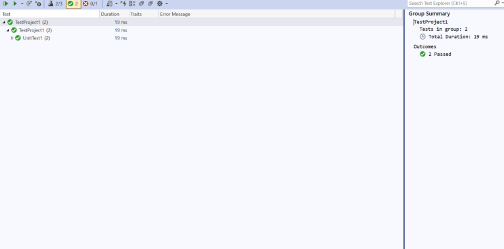 2/2 2 0/1
Search Test Explorer (Ctrl+E)
Test Duration Traits Error Message
TestProject1 (2) 19 ms
TestProject1 (2) 19 ms
UnitTest1 (2) 19 ms
Group Summary
TestProject1
Tests in group: 2
Total Duration: 19 ms
Outcomes
2 Passed